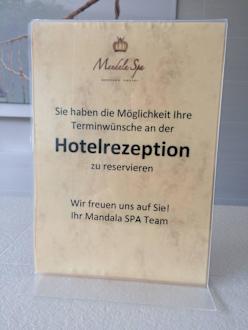 Mandala Spa
Sie haben die Möglichkeit Ihre
Terminwünsche an der
Hotelrezeption
zu reservieren
Wir freuen uns auf Sie!
Ihr Mandala SPA Team